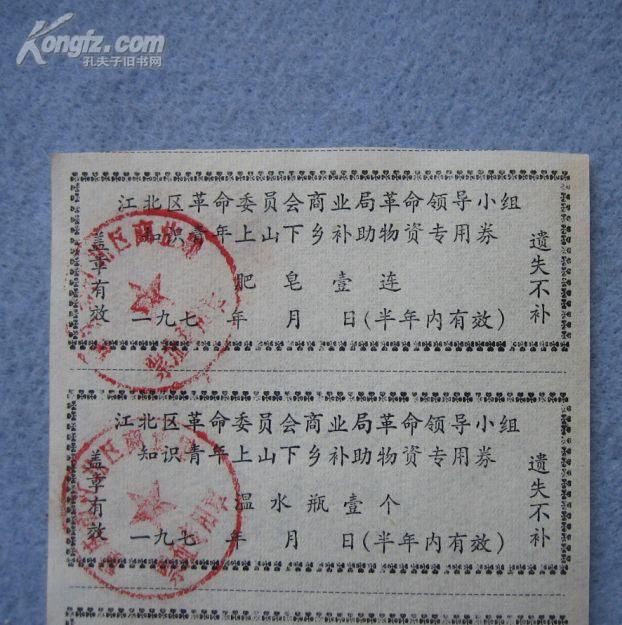 Kongfz.com
孔夫子旧书网
江北区革命委员会商业局革命领导小组
知识青年上山下乡补助物资专用券
肥皂壹连
一九七 年 月 日(半年内有效)
盖章有效
遗失不补
江北区革命委员会商业局革命领导小组
知识青年上山下乡补助物资专用券
温水瓶壹个
一九七 年 月 日(半年内有效)
盖章有效
遗失不补